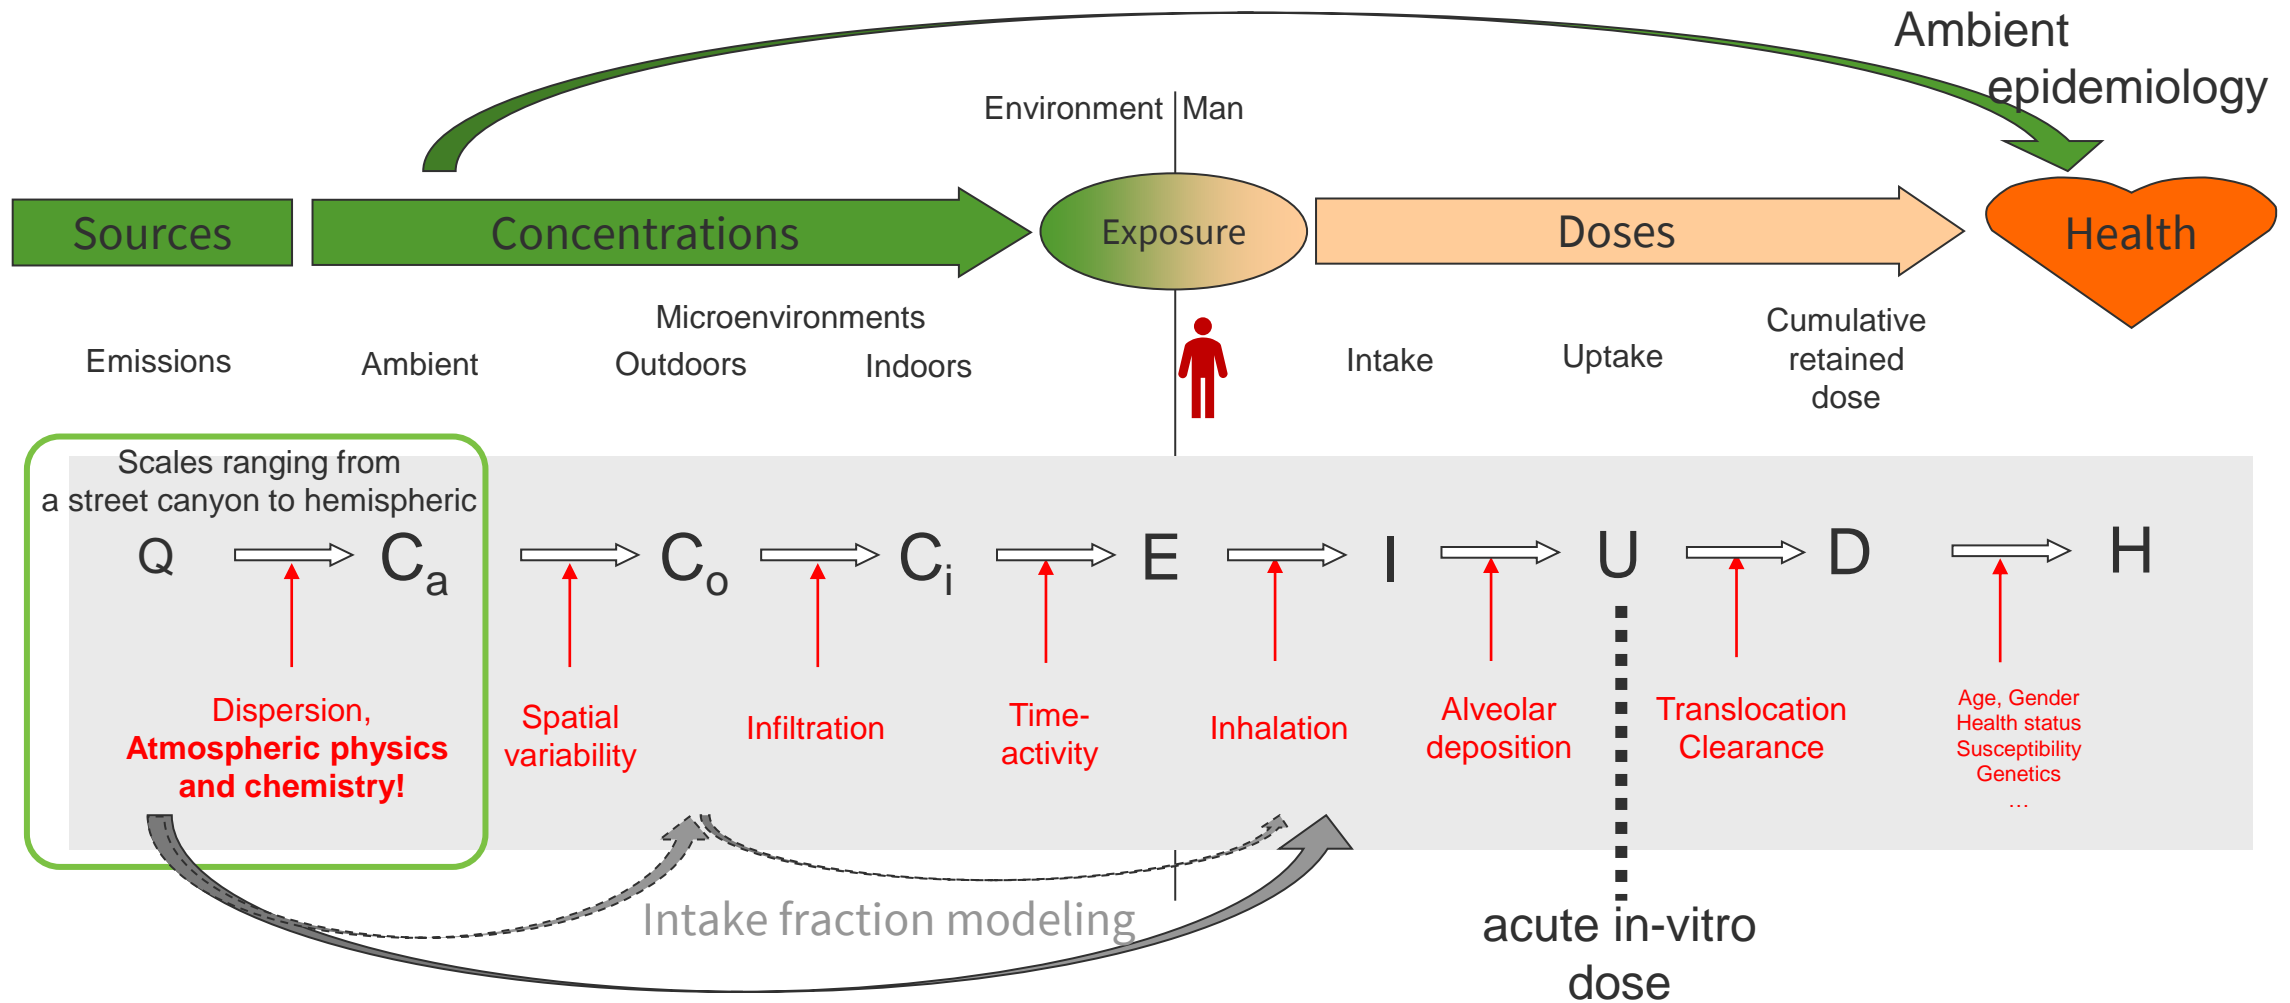 Ambient
epidemiology
Environment
Man
Sources
Concentrations
Exposure
Doses
Health
Microenvironments
Emissions
Ambient
Outdoors
Indoors
Intake
Uptake
Cumulative
retained
dose
Scales ranging from
a street canyon to hemispheric
Q
Ca
Co
Ci
E
I
U
D
H
Dispersion,
Atmospheric physics
and chemistry!
Spatial
variability
Infiltration
Time-
activity
Inhalation
Alveolar
deposition
Translocation
Clearance
Age, Gender
Health status
Susceptibility
Genetics
…
Intake fraction modeling
acute in-vitro
dose